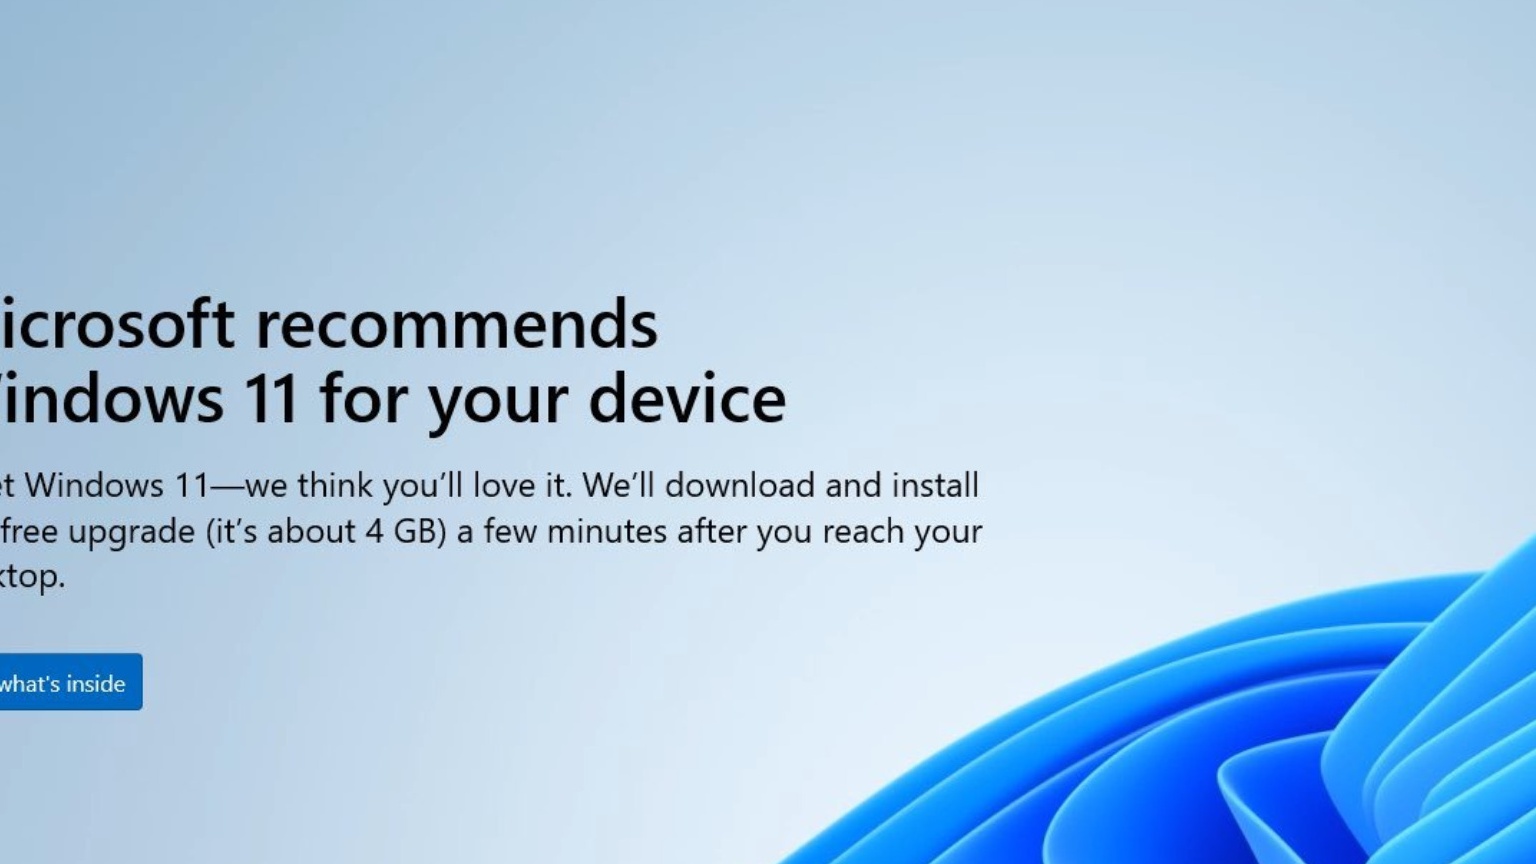 icrosoft recommends
indows 11 for your device
et Windows 11—we think you’ll love it. We’ll download and install
free upgrade (it’s about 4 GB) a few minutes after you reach your
ktop.
what's inside